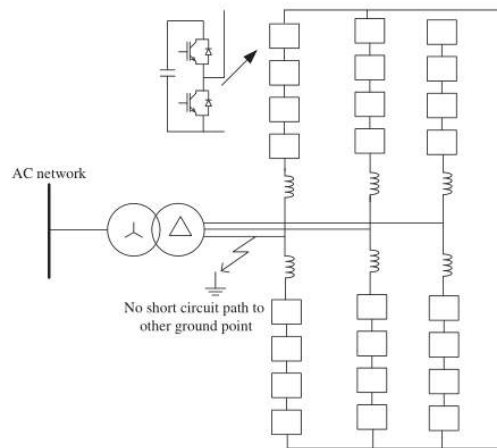 AC network
No short circuit path to
other ground point